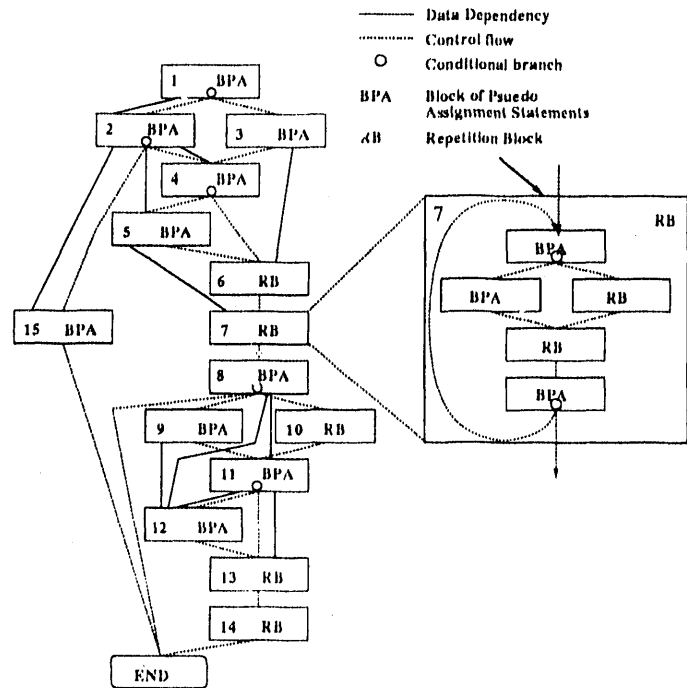 Data Dependency
Control flow
Conditional branch
BPA Block of Psuedo
Assignment Statements
RB Repetition Block
1 BPA
2 BPA
3 BPA
4 BPA
5 BPA
6 RB
7 RB
15 BPA
8 BPA
9 BPA
10 RB
11 BPA
12 BPA
13 RB
14 RB
END
7 RB
BPA
BPA
RB
RB
BPA